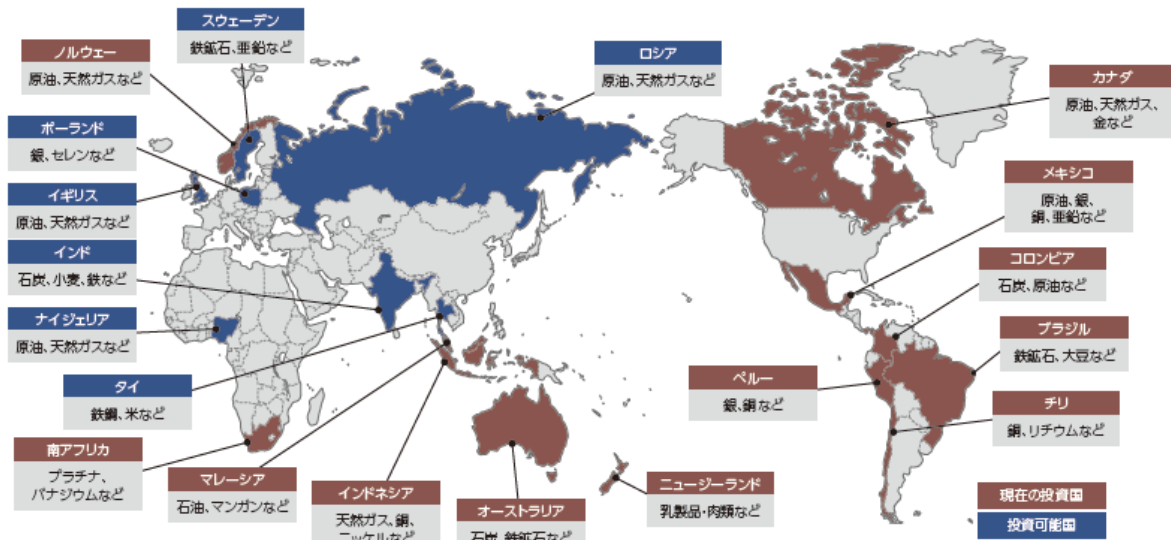 スウェーデン
鉄鉱石、亜鉛など
ノルウェー
原油、天然ガスなど
ポーランド
銀、セレンなど
イギリス
原油、天然ガスなど
インド
石炭、小麦、鉄など
ナイジェリア
原油、天然ガスなど
タイ
鉄鋼、米など
南アフリカ
プラチナ、
バナジウムなど
マレーシア
石油、マンガンなど
インドネシア
天然ガス、銅、
ニッケルなど
オーストラリア
石炭、鉄鉱石など
ニュージーランド
乳製品・肉類など
ロシア
原油、天然ガスなど
カナダ
原油、天然ガス、
金など
メキシコ
原油、銀、
銅、亜鉛など
コロンビア
石炭、原油など
ブラジル
鉄鉱石、大豆など
ペルー
銀、銅など
チリ
銅、リチウムなど
現在の投資国
投資可能国